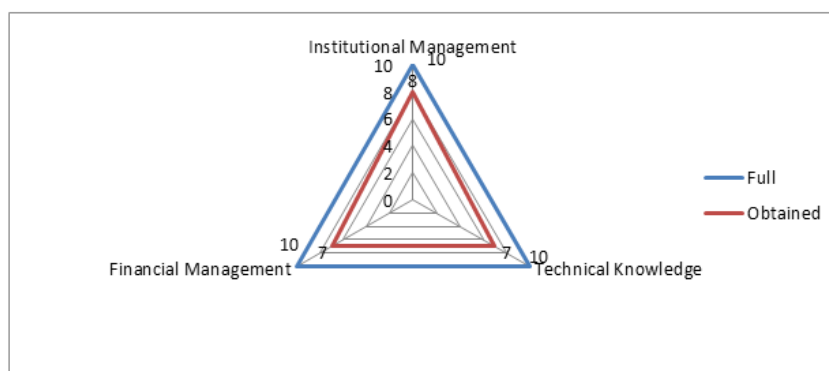 Institutional Management
10 10
8 8
6
4
2
0
Full
Obtained
10 7 7 10
Financial Management Technical Knowledge